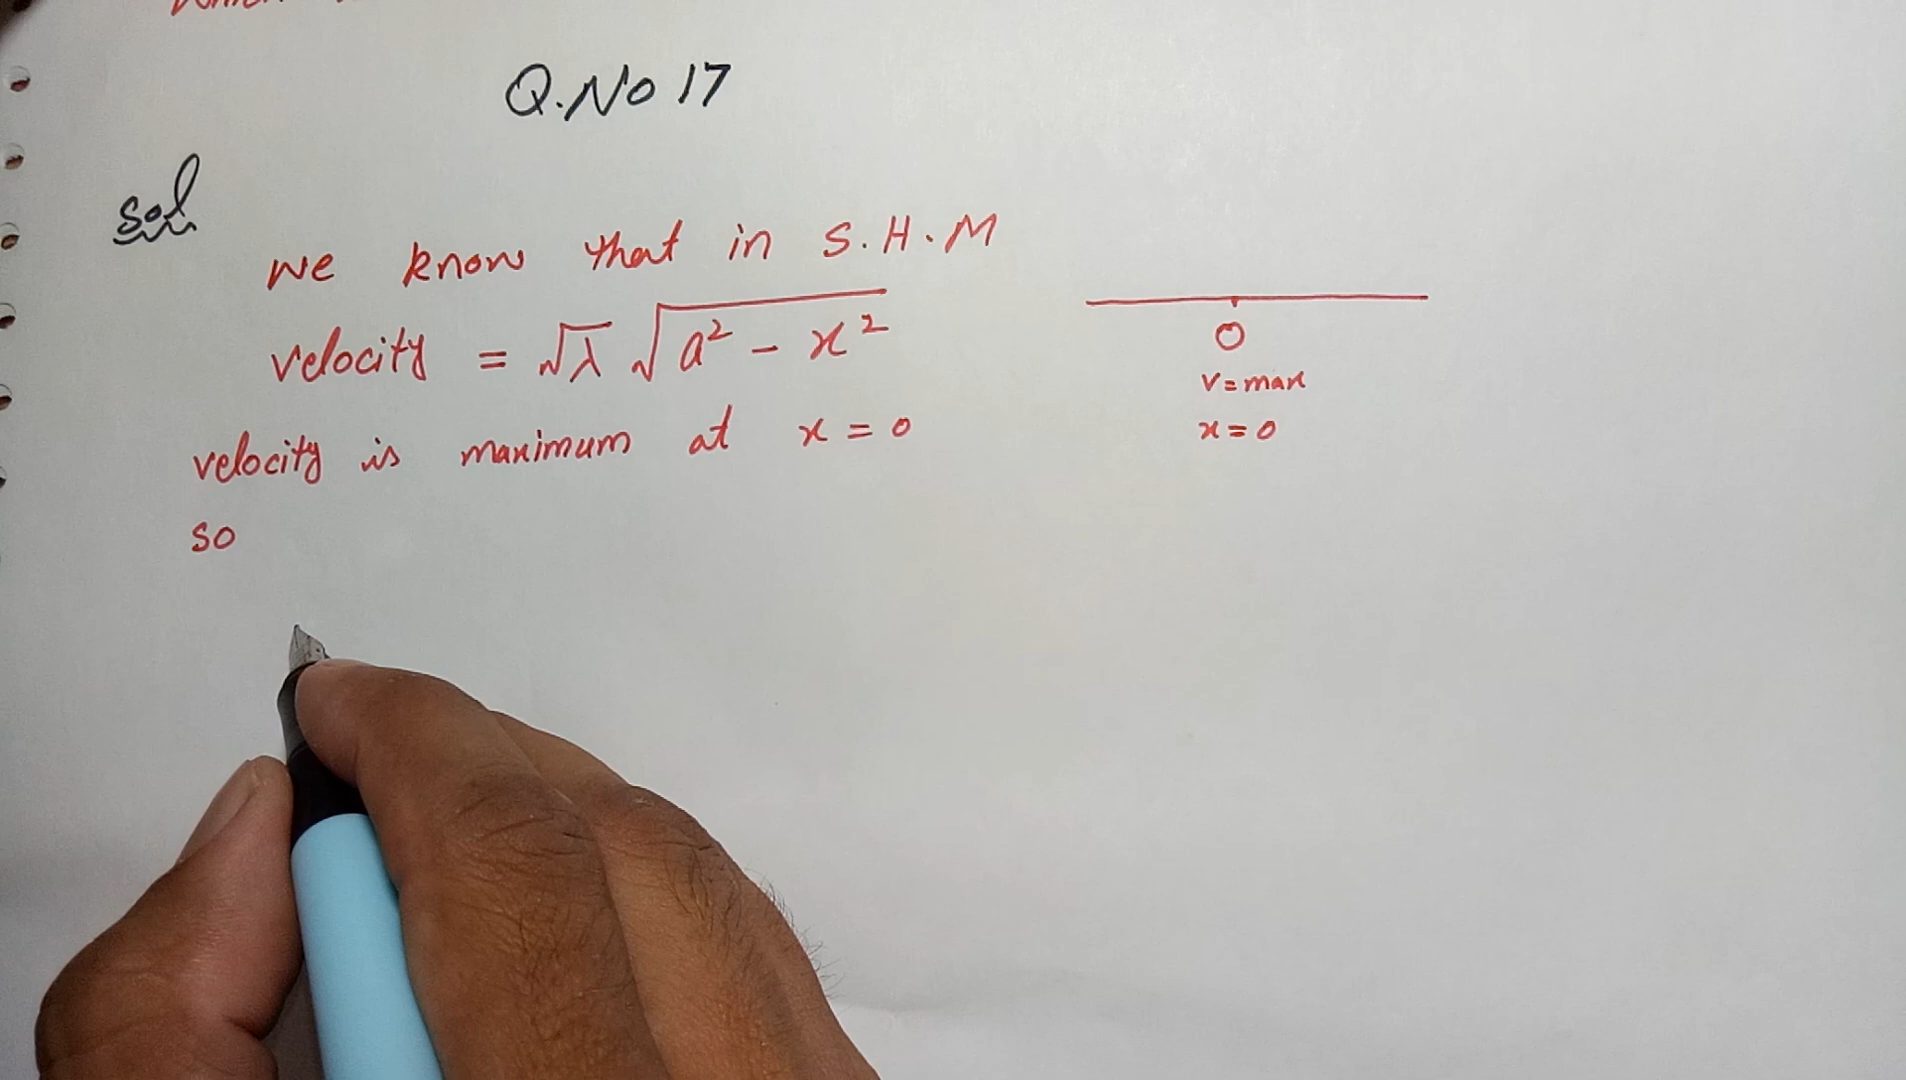 Q.No 17
Sol
we know that in S.H.M
velocity = √λ √a² - x²
O
v = max
velocity is maximum at x = 0
x = 0
so